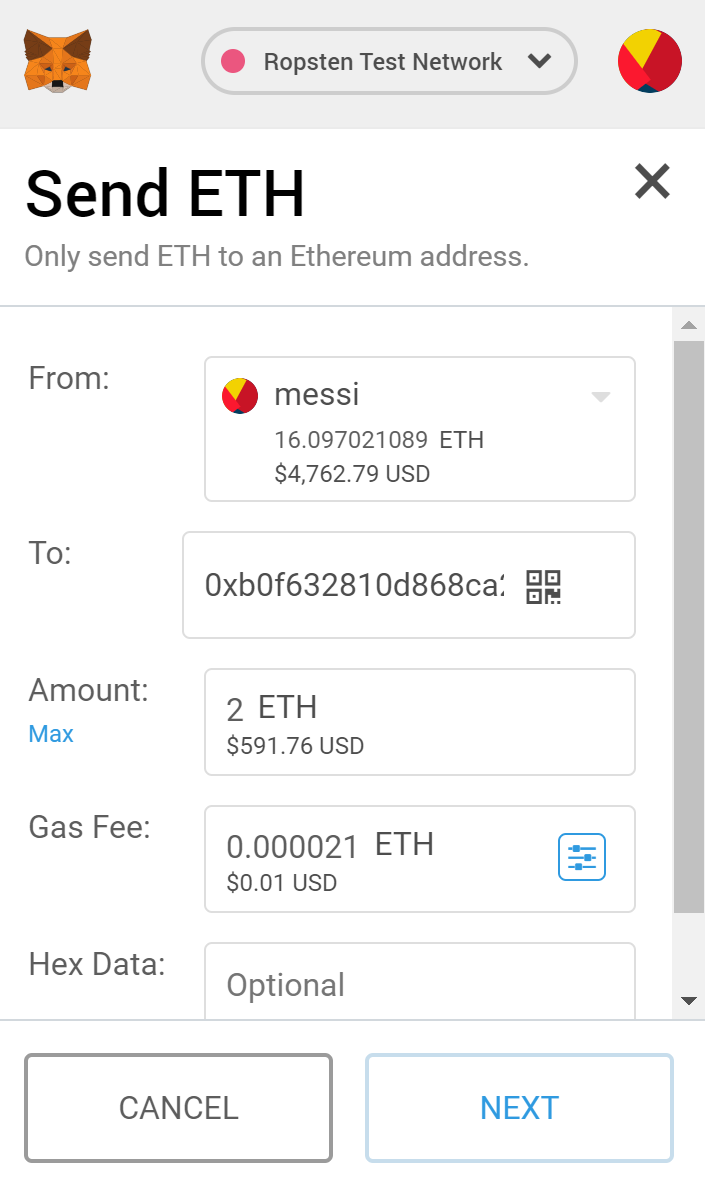 Ropsten Test Network
Send ETH
Only send ETH to an Ethereum address.
From:
messi
16.097021089 ETH
$4,762.79 USD
To:
0xb0f632810d868ca2
Amount:
Max
2 ETH
$591.76 USD
Gas Fee:
0.000021 ETH
$0.01 USD
Hex Data:
Optional
CANCEL
NEXT